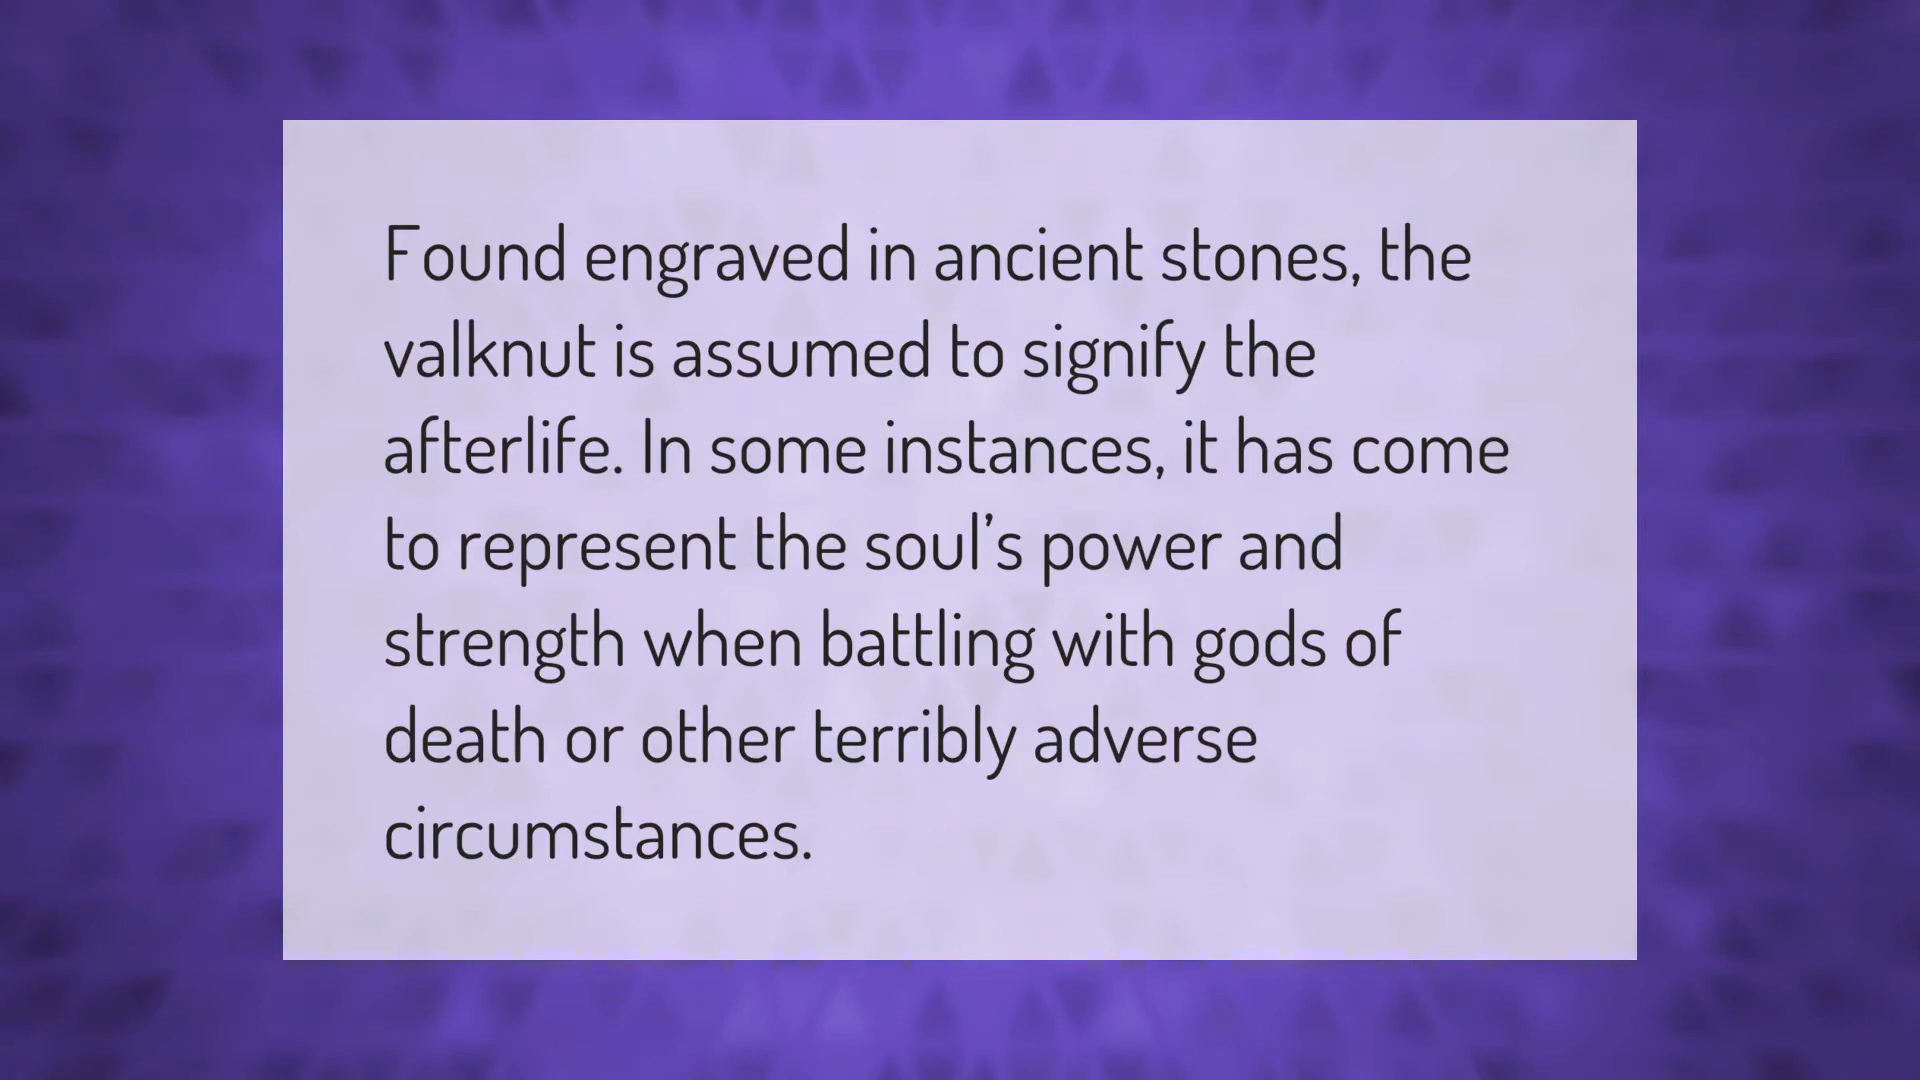 Found engraved in ancient stones, the
valknut is assumed to signify the
afterlife. In some instances, it has come
to represent the soul’s power and
strength when battling with gods of
death or other terribly adverse
circumstances.